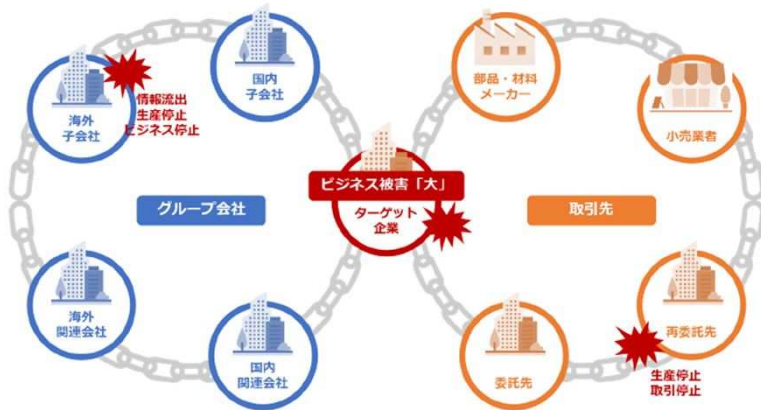 海外
子会社
情報流出
生産停止
ビジネス停止
国内
子会社
部品・材料
メーカー
小売業者
ビジネス被害「大」
ターゲット
企業
グループ会社
取引先
海外
関連会社
国内
関連会社
委託先
再委託先
生産停止
取引停止